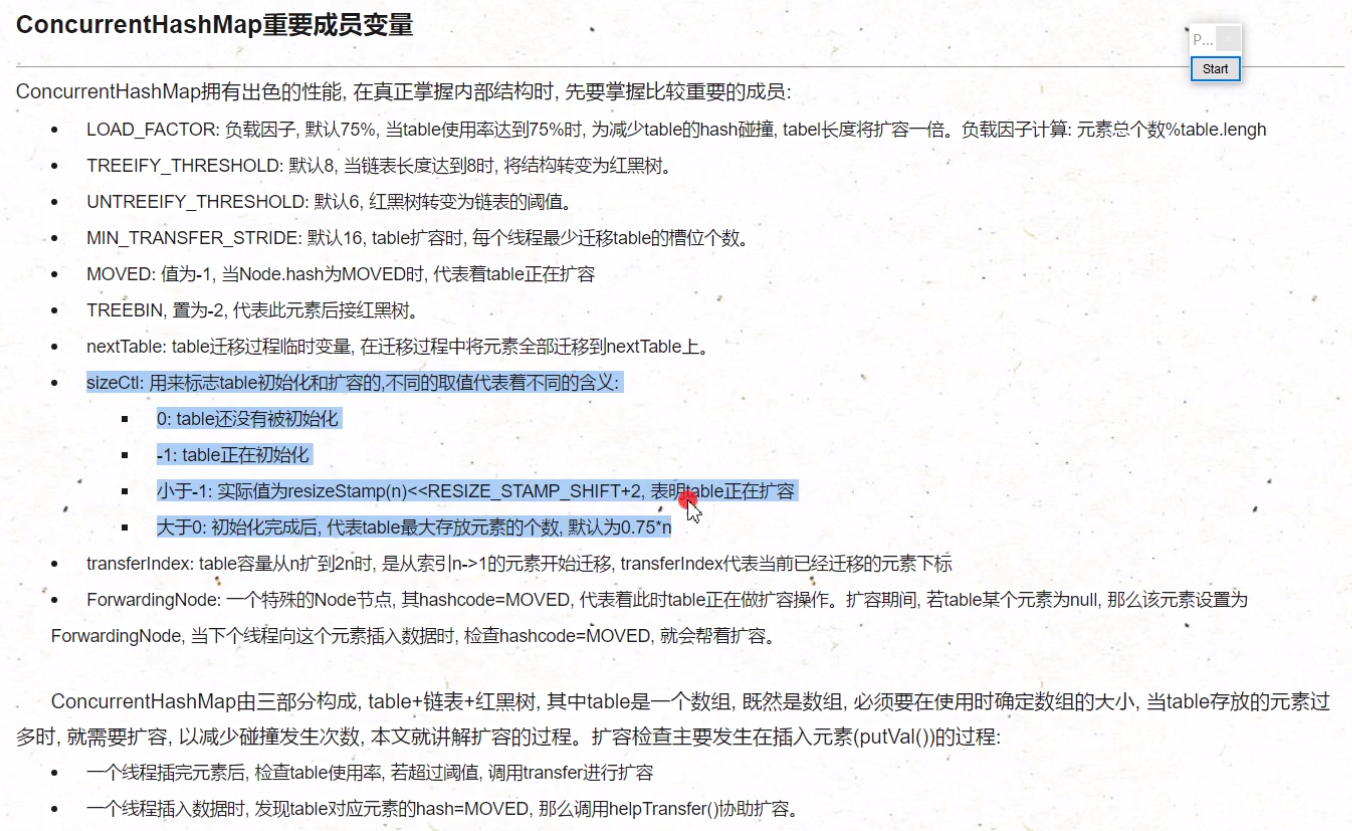 ConcurrentHashMap重要成员变量
P...
Start
ConcurrentHashMap拥有出色的性能, 在真正掌握内部结构时, 先要掌握比较重要的成员:
LOAD_FACTOR: 负载因子, 默认75%, 当table使用率达到75%时, 为减少table的hash碰撞, tabel长度将扩容一倍。负载因子计算: 元素总个数%table.lengh
TREEIFY_THRESHOLD: 默认8, 当链表长度达到8时, 将结构转变为红黑树。
UNTREEIFY_THRESHOLD: 默认6, 红黑树转变为链表的阈值。
MIN_TRANSFER_STRIDE: 默认16, table扩容时, 每个线程最少迁移table的槽位个数。
MOVED: 值为-1, 当Node.hash为MOVED时, 代表着table正在扩容
TREEBIN, 置为-2, 代表此元素后接红黑树。
nextTable: table迁移过程临时变量, 在迁移过程中将元素全部迁移到nextTable上。
sizeCtl: 用来标志table初始化和扩容的,不同的取值代表着不同的含义:
0: table还没有被初始化
-1: table正在初始化
小于-1: 实际值为resizeStamp(n)<<RESIZE_STAMP_SHIFT+2, 表明table正在扩容
大于0: 初始化完成后, 代表table最大存放元素的个数, 默认为0.75*n
transferIndex: table容量从n扩到2n时, 是从索引n->1的元素开始迁移, transferIndex代表当前已经迁移的元素下标
ForwardingNode: 一个特殊的Node节点, 其hashcode=MOVED, 代表着此时table正在做扩容操作。扩容期间, 若table某个元素为null, 那么该元素设置为
ForwardingNode, 当下个线程向这个元素插入数据时, 检查hashcode=MOVED, 就会帮着扩容。
ConcurrentHashMap由三部分构成, table+链表+红黑树, 其中table是一个数组, 既然是数组, 必须要在使用时确定数组的大小, 当table存放的元素过
多时, 就需要扩容, 以减少碰撞发生次数, 本文就讲解扩容的过程。扩容检查主要发生在插入元素(putVal())的过程:
一个线程插完元素后, 检查table使用率, 若超过阈值, 调用transfer进行扩容
一个线程插入数据时, 发现table对应元素的hash=MOVED, 那么调用helpTransfer()协助扩容。